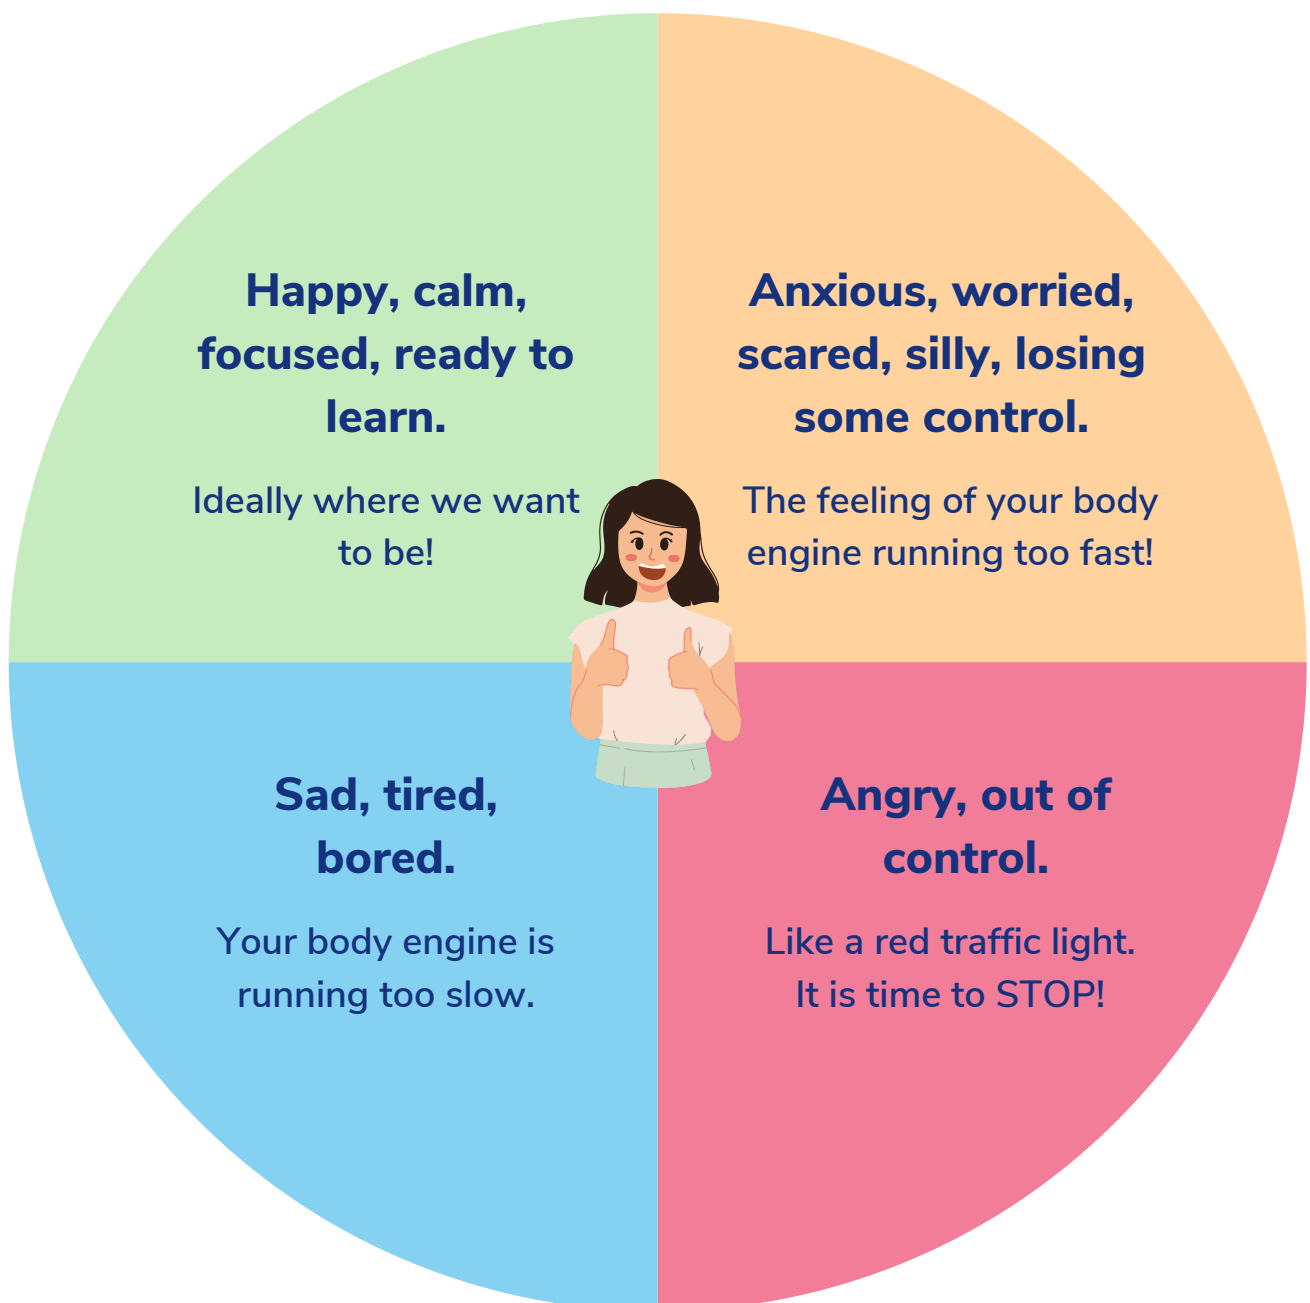 Happy, calm,
focused, ready to
learn.
Ideally where we want
to be!
Anxious, worried,
scared, silly, losing
some control.
The feeling of your body
engine running too fast!
Sad, tired,
bored.
Your body engine is
running too slow.
Angry, out of
control.
Like a red traffic light.
It is time to STOP!